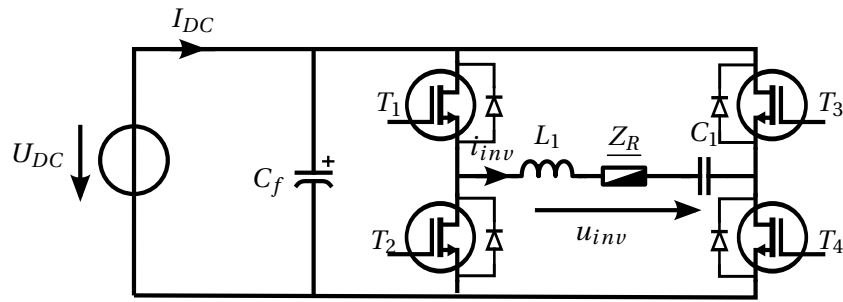 I_DC
U_DC
C_f
+
T_1
T_3
i_inv
L_1
Z_R
C_1
T_2
u_inv
T_4